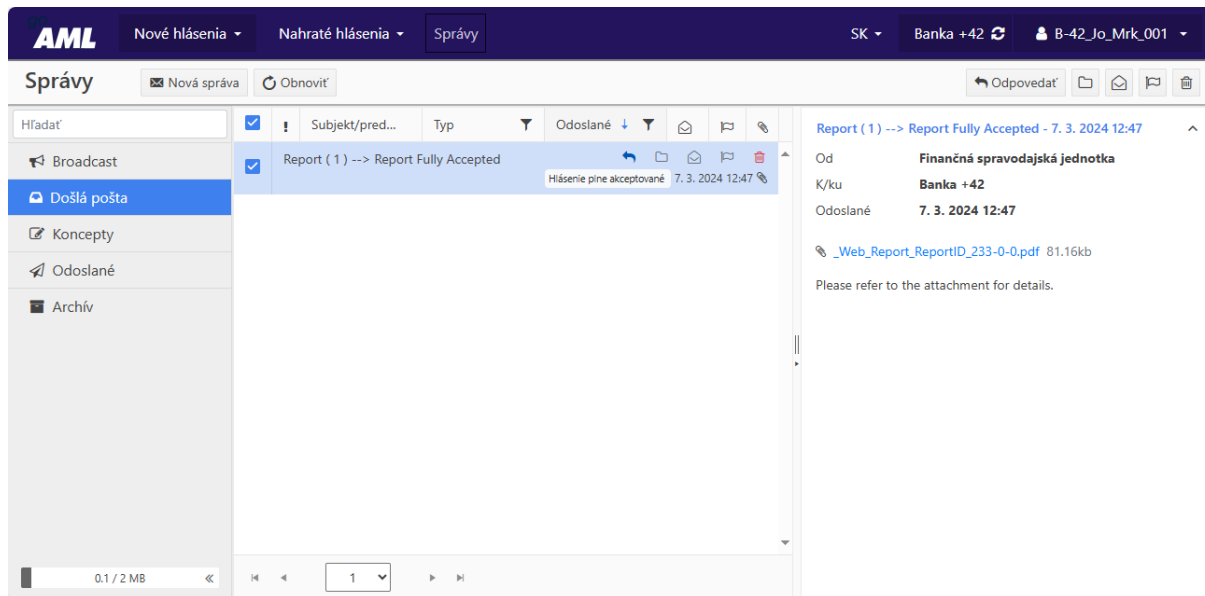 go
AML
Nové hlásenia
Nahraté hlásenia
Správy
SK
Banka +42
B-42_Jo_Mrk_001
Správy
Nová správa
Obnoviť
Odpovedať
Hľadať
Broadcast
Došlá pošta
Koncepty
Odoslané
Archív
0.1 / 2 MB
! Subjekt/pred... Typ Odoslané
Report ( 1 ) --> Report Fully Accepted
Hlásenie plne akceptované 7. 3. 2024 12:47
1
Report ( 1 ) --> Report Fully Accepted - 7. 3. 2024 12:47
Od Finančná spravodajská jednotka
K/ku Banka +42
Odoslané 7. 3. 2024 12:47
_Web_Report_ReportID_233-0-0.pdf 81.16kb
Please refer to the attachment for details.